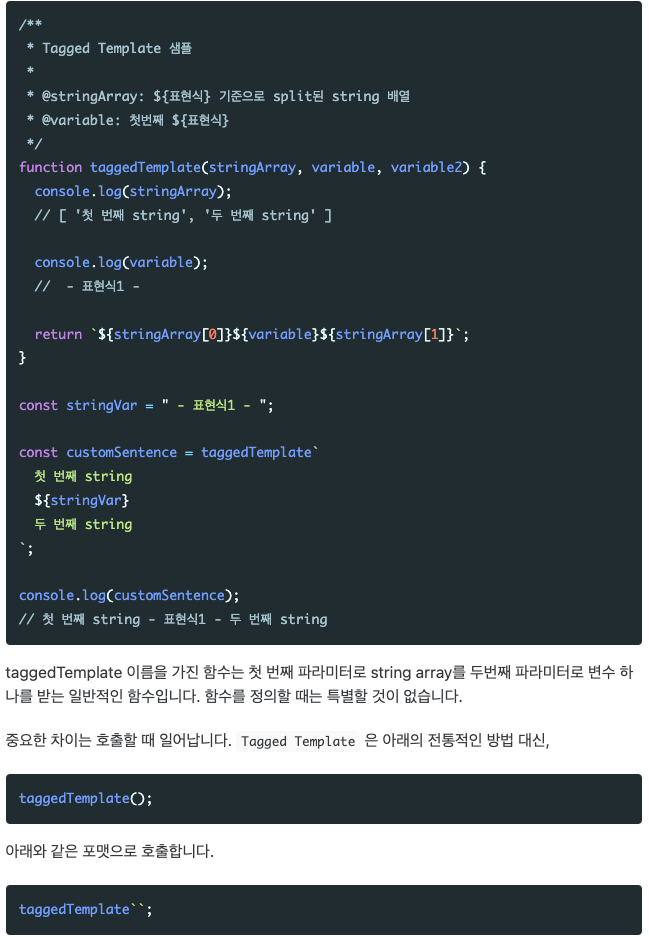 /**
 * Tagged Template 샘플
 *
 * @stringArray: ${표현식} 기준으로 split된 string 배열
 * @variable: 첫번째 ${표현식}
 */
function taggedTemplate(stringArray, variable, variable2) {
  console.log(stringArray);
  // [ '첫 번째 string', '두 번째 string' ]

  console.log(variable);
  //  - 표현식1 -

  return `${stringArray[0]}${variable}${stringArray[1]}`;
}

const stringVar = " - 표현식1 - ";

const customSentence = taggedTemplate`
  첫 번째 string
  ${stringVar}
  두 번째 string
`;

console.log(customSentence);
// 첫 번째 string - 표현식1 - 두 번째 string

taggedTemplate 이름을 가진 함수는 첫 번째 파라미터로 string array를 두번째 파라미터로 변수 하
나를 받는 일반적인 함수입니다. 함수를 정의할 때는 특별할 것이 없습니다.

중요한 차이는 호출할 때 일어납니다. Tagged Template 은 아래의 전통적인 방법 대신,

taggedTemplate();

아래와 같은 포맷으로 호출합니다.

taggedTemplate``;